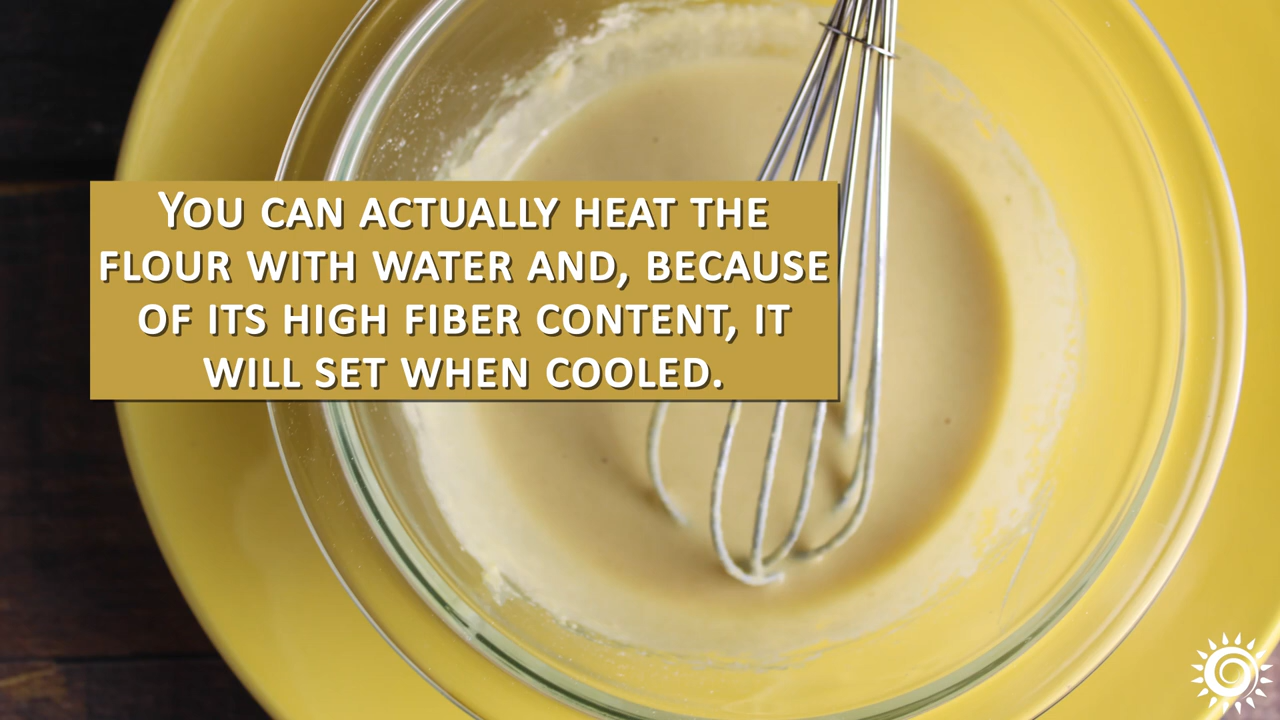 You can actually heat the
flour with water and, because
of its high fiber content, it
will set when cooled.